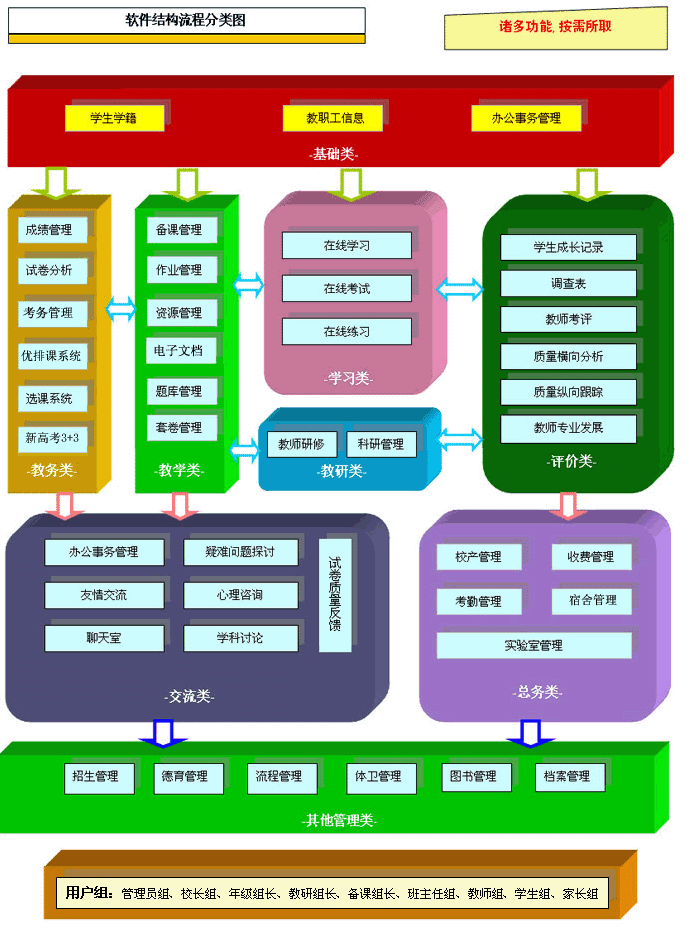 软件结构流程分类图
诸多功能, 按需所取
学生学籍
教职工信息
办公事务管理
-基础类-
成绩管理
试卷分析
考务管理
优排课系统
选课系统
新高考3+3
-教务类-
备课管理
作业管理
资源管理
电子文档
题库管理
套卷管理
-教学类-
在线学习
在线考试
在线练习
-学习类-
教师研修
科研管理
-教研类-
学生成长记录
调查表
教师考评
质量横向分析
质量纵向跟踪
教师专业发展
-评价类-
办公事务管理
疑难问题探讨
友情交流
心理咨询
聊天室
学科讨论
试卷质量反馈
-交流类-
校产管理
收费管理
考勤管理
宿舍管理
实验室管理
-总务类-
招生管理
德育管理
流程管理
体卫管理
图书管理
档案管理
-其他管理类-
用户组：管理员组、校长组、年级组长、教研组长、备课组长、班主任组、教师组、学生组、家长组